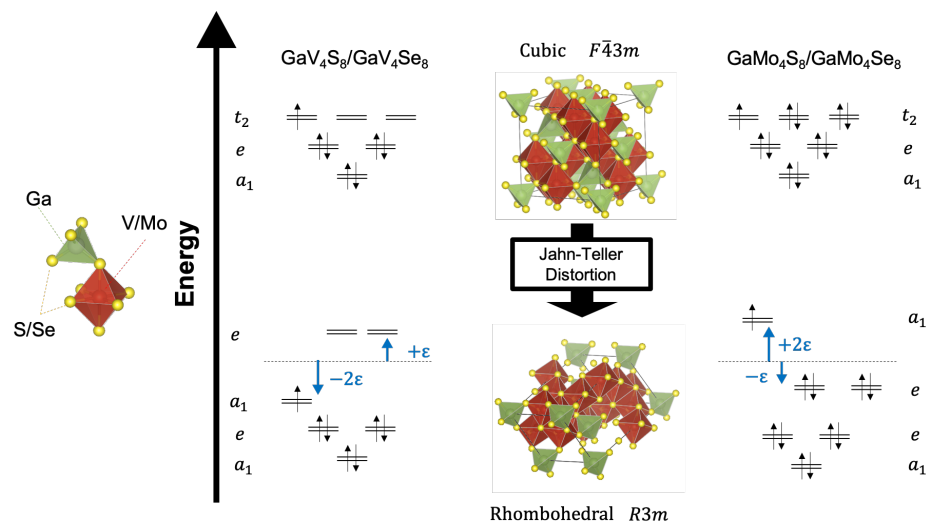 GaV₄S₈/GaV₄Se₈
Cubic F4̅3m
GaMo₄S₈/GaMo₄Se₈
t₂
e
a₁
t₂
e
a₁
Ga
V/Mo
S/Se
Energy
Jahn-Teller
Distortion
e
+ε
−2ε
a₁
e
a₁
a₁
+2ε
−ε
e
e
a₁
Rhombohedral R3m